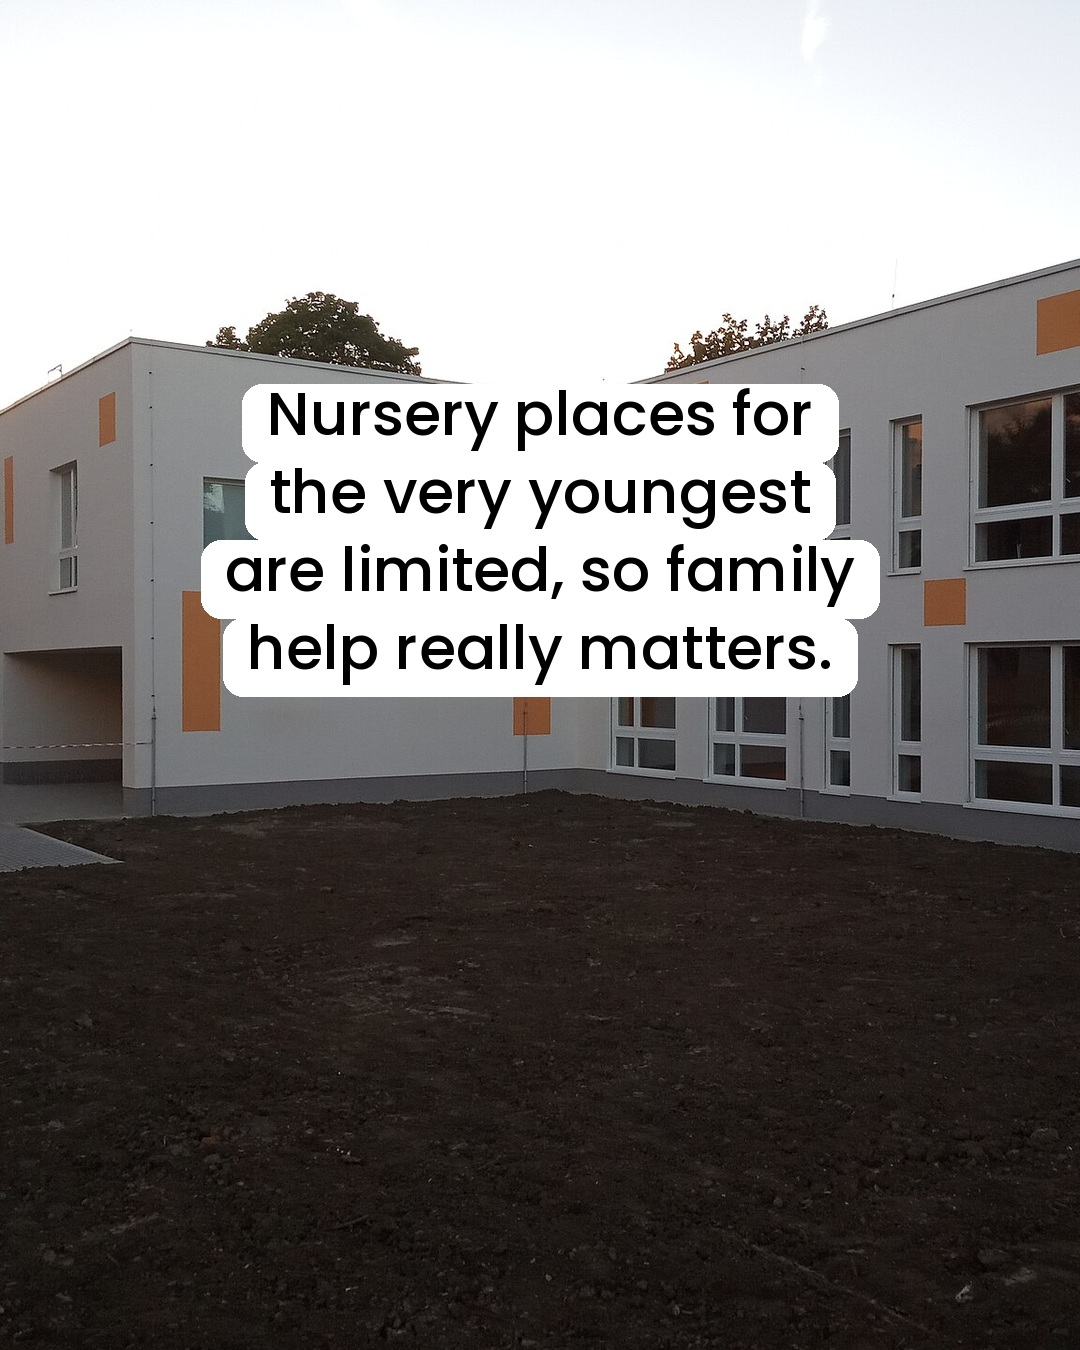 Nursery places for
the very youngest
are limited, so family
help really matters.